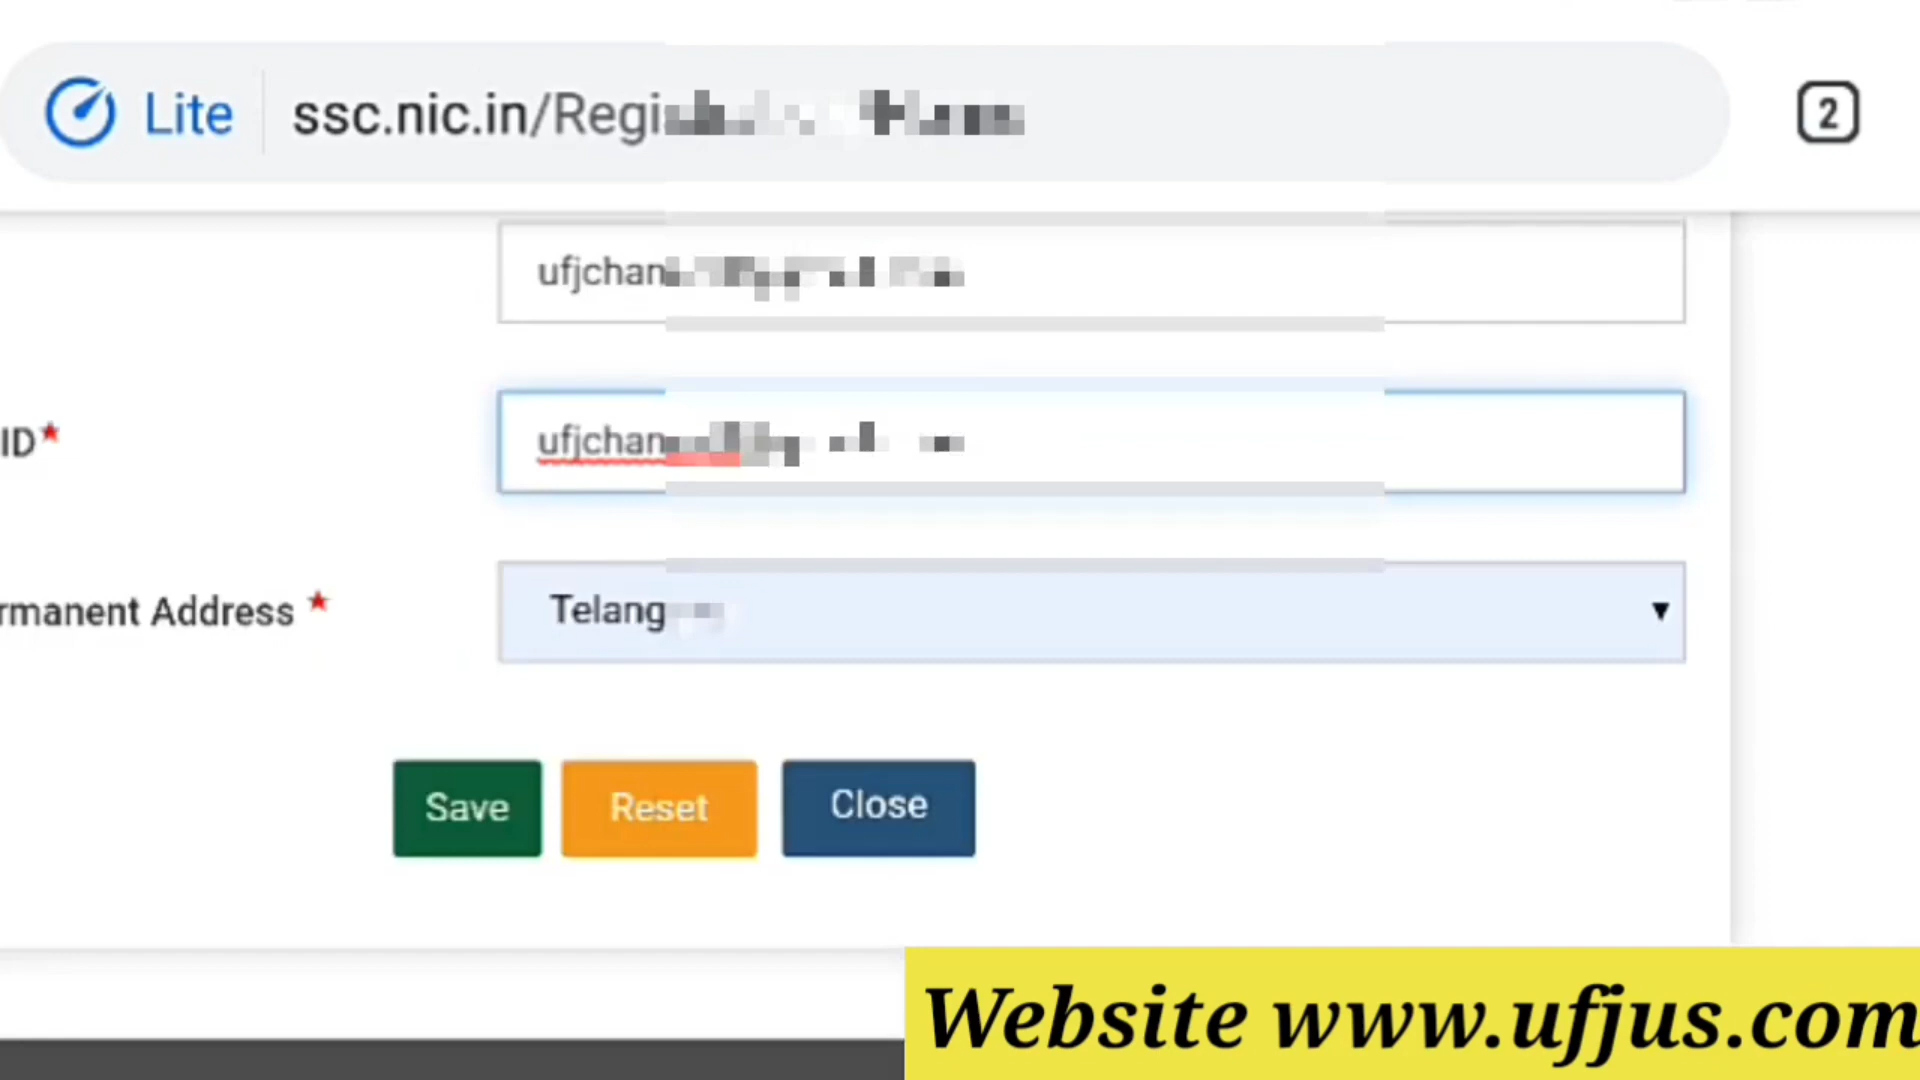 Lite ssc.nic.in/Regi 2
ufjchan
ID* ufjchan
rmanent Address * Telang
Save Reset Close
Website www.ufjus.com